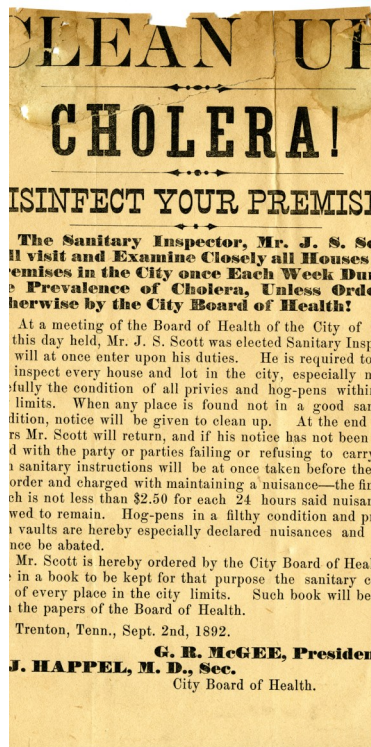 CLEAN UP
CHOLERA!
ISINFECT YOUR PREMIS
The Sanitary Inspector, Mr. J. S. Sc
ll visit and Examine Closely all Houses
remises in the City once Each Week Du
e Prevalence of Cholera, Unless Orde
herwise by the City Board of Health!
At a meeting of the Board of Health of the City of
this day held, Mr. J. S. Scott was elected Sanitary Insp
will at once enter upon his duties. He is required to
inspect every house and lot in the city, especially n
efully the condition of all privies and hog-pens withi
limits. When any place is found not in a good sa
dition, notice will be given to clean up. At the end
rs Mr. Scott will return, and if his notice has not been
d with the party or parties failing or refusing to carry
sanitary instructions will be at once taken before the
order and charged with maintaining a nuisance—the fin
ch is not less than $2.50 for each 24 hours said nuisan
wed to remain. Hog-pens in a filthy condition and p
vaults are hereby especially declared nuisances and
nce be abated.
Mr. Scott is hereby ordered by the City Board of Hea
in a book to be kept for that purpose the sanitary c
of every place in the city limits. Such book will be
the papers of the Board of Health.
Trenton, Tenn., Sept. 2nd, 1892.
G. R. McGEE, Presiden
J. HAPPEL, M. D., Sec.
City Board of Health.